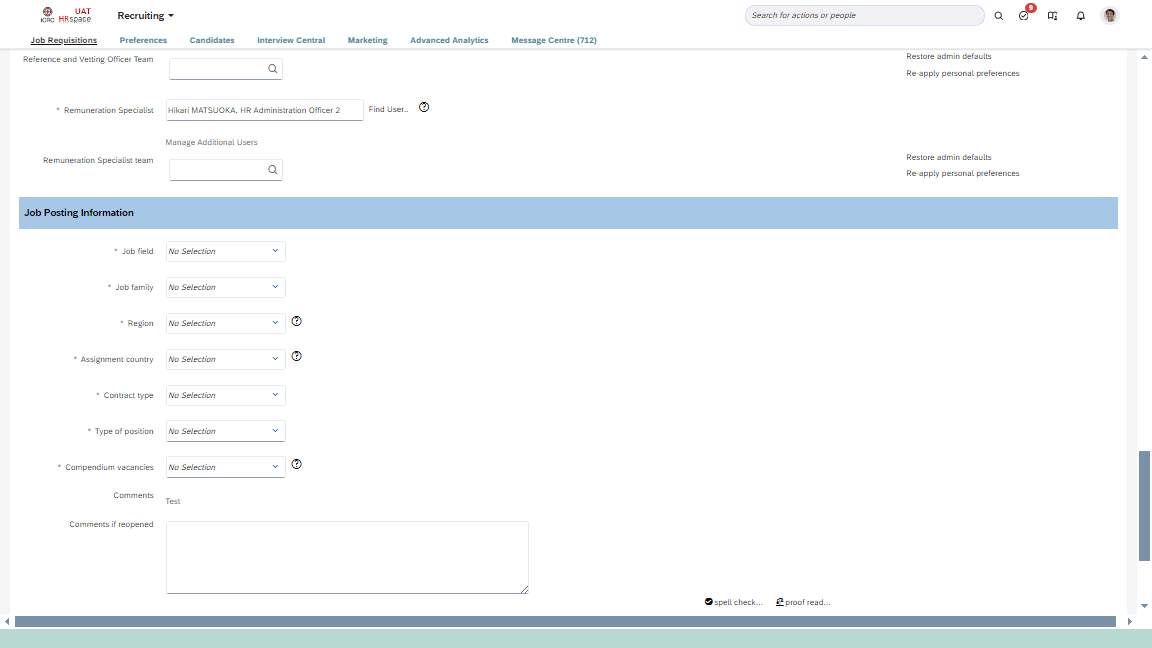 ICRC
UAT
HRspace
Recruiting
Search for actions or people
9
Job Requisitions
Preferences
Candidates
Interview Central
Marketing
Advanced Analytics
Message Centre (712)
Reference and Vetting Officer Team
Restore admin defaults
Re-apply personal preferences
* Remuneration Specialist
Hikari MATSUOKA, HR Administration Officer 2
Find User..
Manage Additional Users
Remuneration Specialist team
Restore admin defaults
Re-apply personal preferences
Job Posting Information
* Job field
No Selection
* Job family
No Selection
* Region
No Selection
* Assignment country
No Selection
* Contract type
No Selection
* Type of position
No Selection
* Compendium vacancies
No Selection
Comments
Test
Comments if reopened
spell check...
proof read...